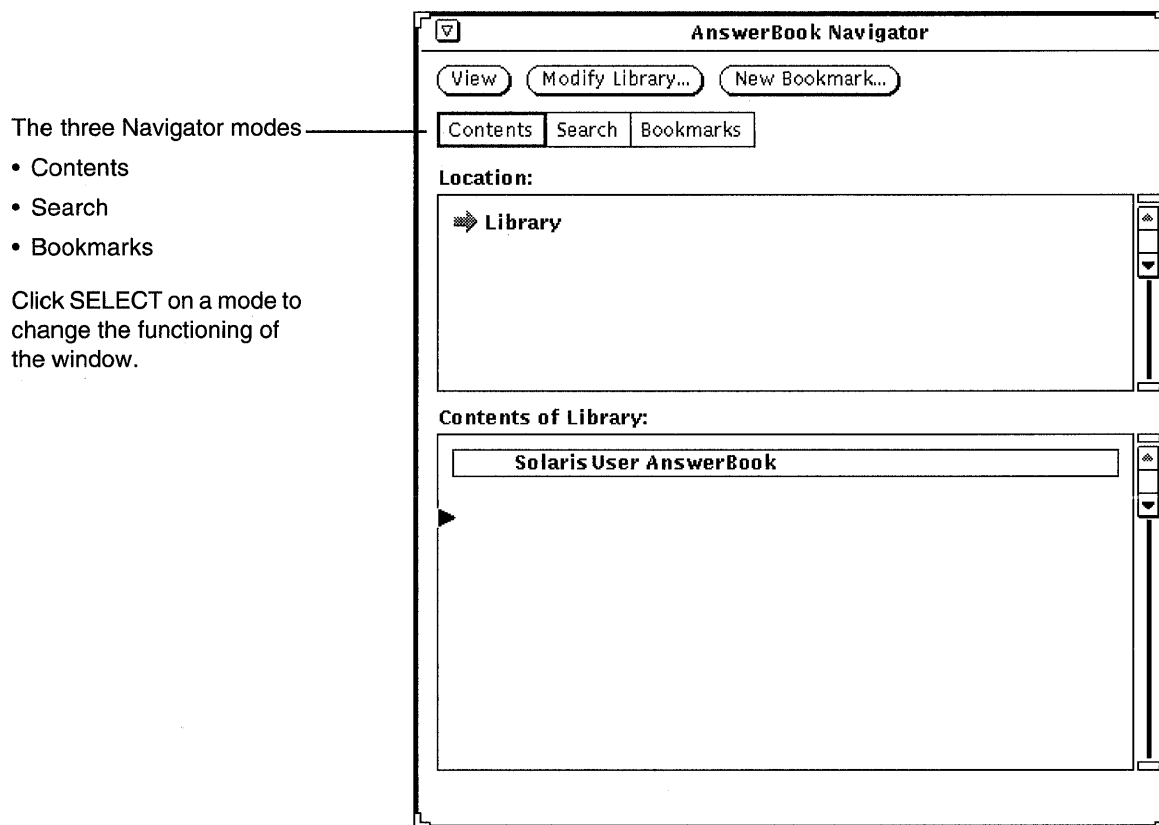 The three Navigator modes
• Contents
• Search
• Bookmarks
Click SELECT on a mode to
change the functioning of
the window.
AnswerBook Navigator
View Modify Library... New Bookmark...
Contents Search Bookmarks
Location:
Library
Contents of Library:
Solaris User AnswerBook